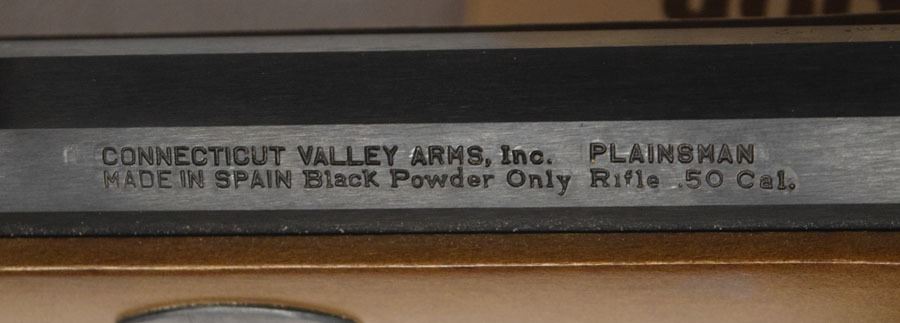 CONNECTICUT VALLEY ARMS, Inc. PLAINSMAN
MADE IN SPAIN Black Powder Only Rifle .50 Cal.